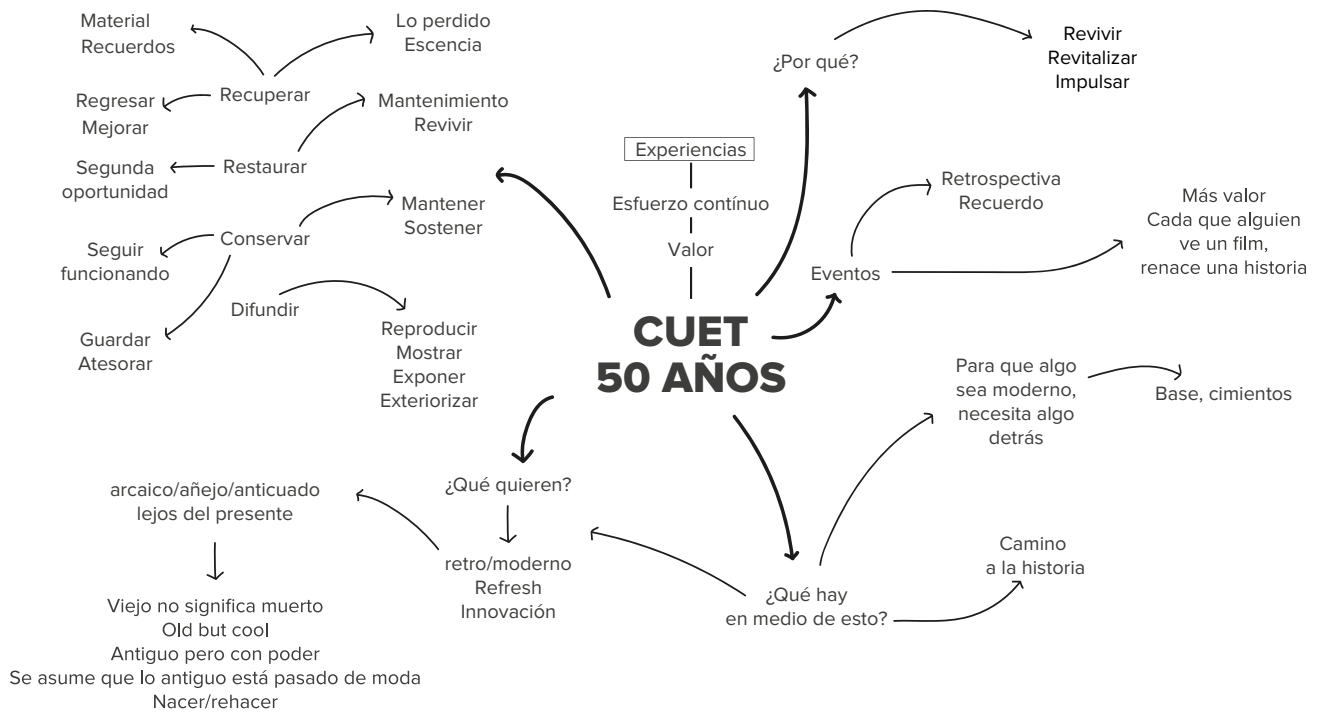 Material
Recuerdos
Lo perdido
Escencia
Recuperar
Regresar
Mejorar
Mantenimiento
Revivir
Restaurar
Segunda
oportunidad
Mantener
Sostener
Conservar
Seguir
funcionando
Difundir
Guardar
Atesorar
Reproducir
Mostrar
Exponer
Exteriorizar
¿Por qué?
Revivir
Revitalizar
Impulsar
Experiencias
Esfuerzo contínuo
Valor
CUET
50 AÑOS
Eventos
Retrospectiva
Recuerdo
Más valor
Cada que alguien
ve un film,
renace una historia
Para que algo
sea moderno,
necesita algo
detrás
Base, cimientos
¿Qué quieren?
retro/moderno
Refresh
Innovación
arcaico/añejo/anticuado
lejos del presente
Viejo no significa muerto
Old but cool
Antiguo pero con poder
Se asume que lo antiguo está pasado de moda
Nacer/rehacer
¿Qué hay
en medio de esto?
Camino
a la historia